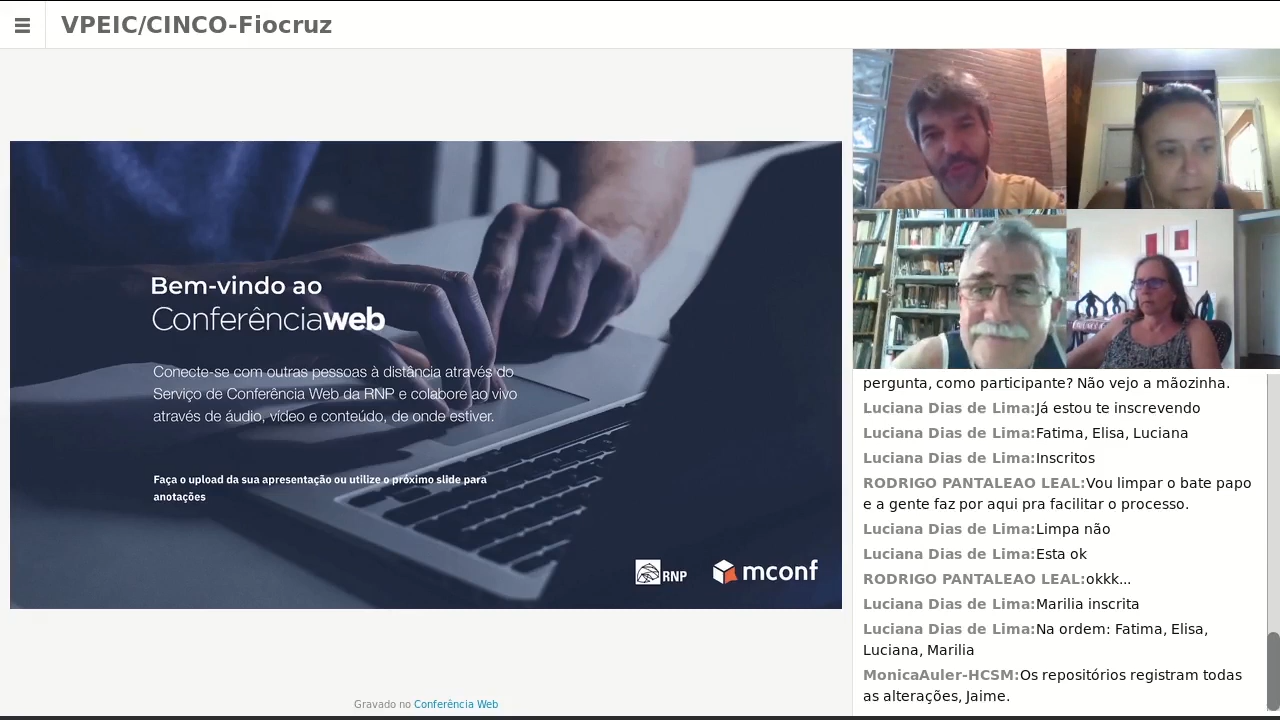 VPEIC/CINCO-Fiocruz
Bem-vindo ao
Conferênciaweb
Conecte-se com outras pessoas à distância através do
Serviço de Conferência Web da RNP e colabore ao vivo
através de áudio, vídeo e conteúdo, de onde estiver.
Faça o upload da sua apresentação ou utilize o próximo slide para
anotações
RNP
mconf
Gravado no Conferência Web
pergunta, como participante? Não vejo a mãozinha.
Luciana Dias de Lima:Já estou te inscrevendo
Luciana Dias de Lima:Fatima, Elisa, Luciana
Luciana Dias de Lima:Inscritos
RODRIGO PANTALEAO LEAL:Vou limpar o bate papo
e a gente faz por aqui pra facilitar o processo.
Luciana Dias de Lima:Limpa não
Luciana Dias de Lima:Esta ok
RODRIGO PANTALEAO LEAL:okkk...
Luciana Dias de Lima:Marilia inscrita
Luciana Dias de Lima:Na ordem: Fatima, Elisa,
Luciana, Marilia
MonicaAuler-HCSM:Os repositórios registram todas
as alterações, Jaime.